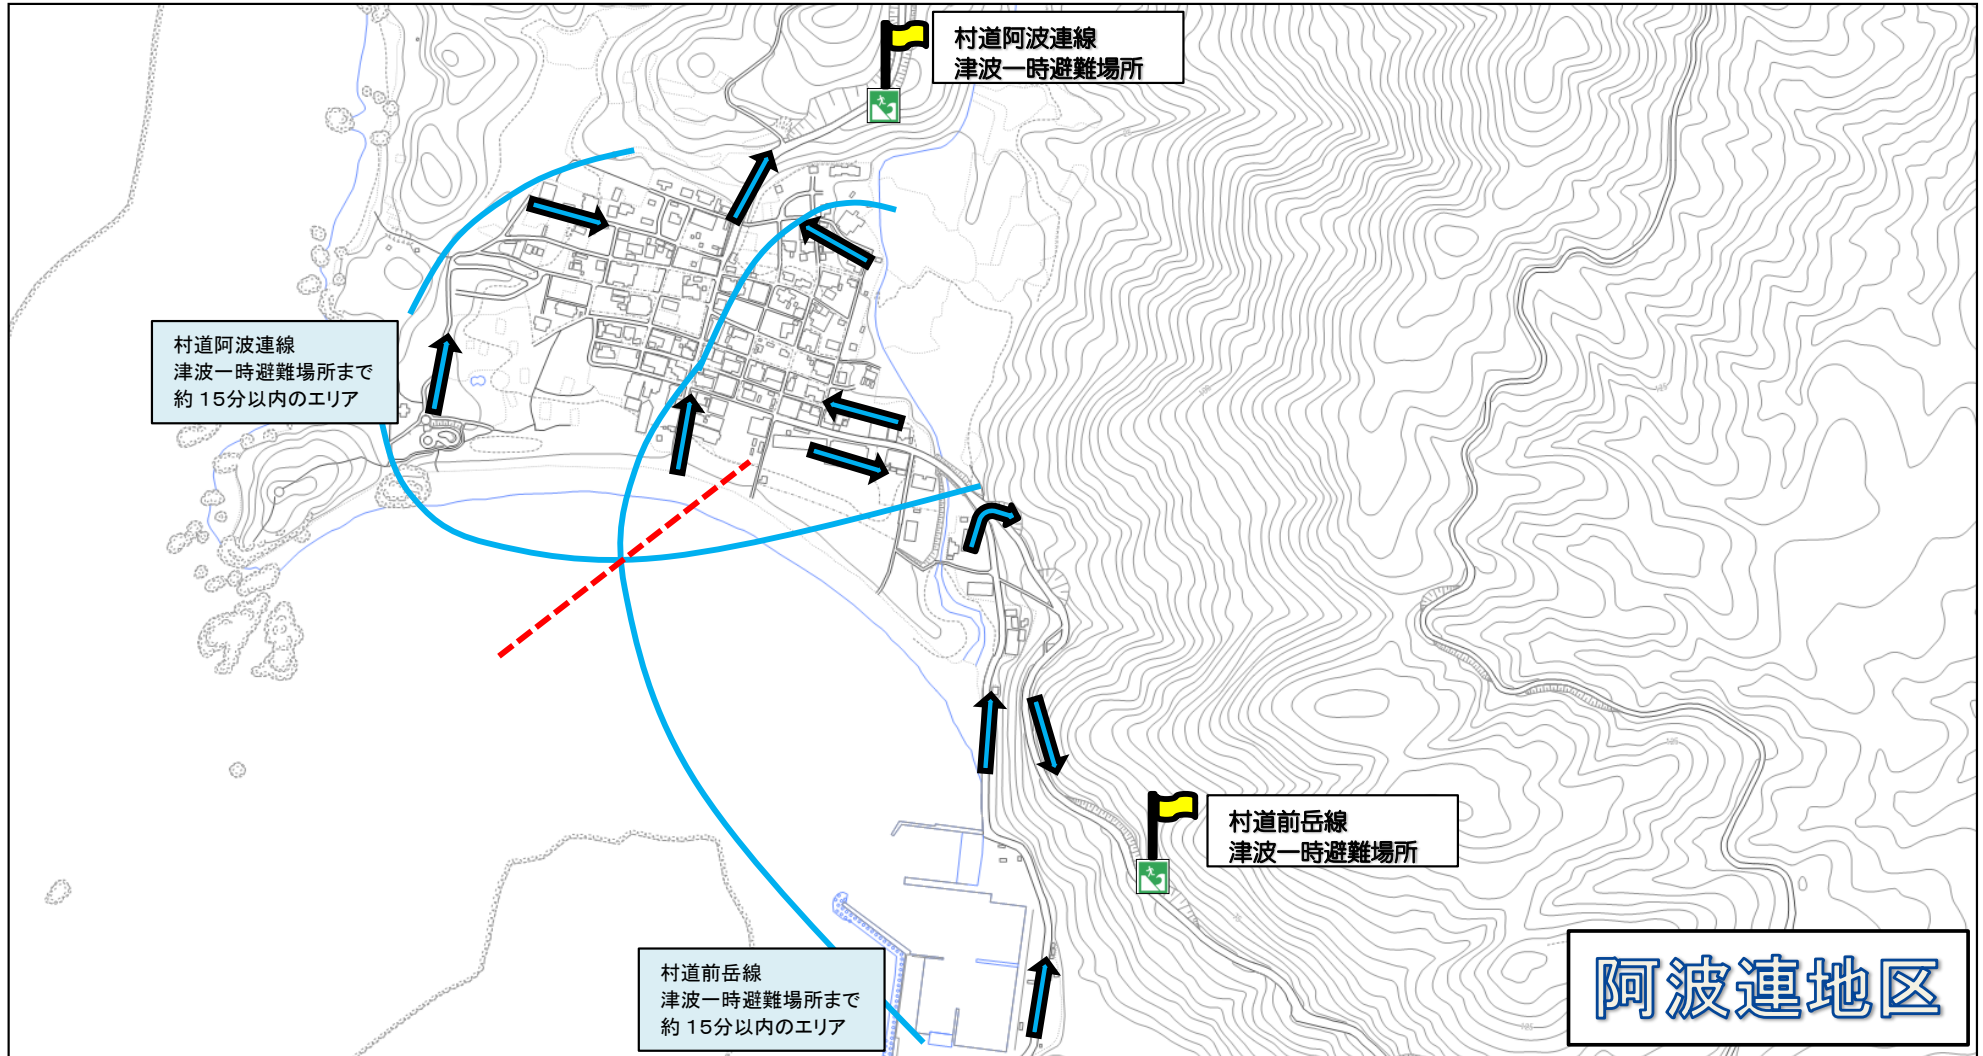 村道阿波連線
津波一時避難場所
村道阿波連線
津波一時避難場所まで
約15分以内のエリア
村道前岳線
津波一時避難場所
村道前岳線
津波一時避難場所まで
約15分以内のエリア
阿波連地区